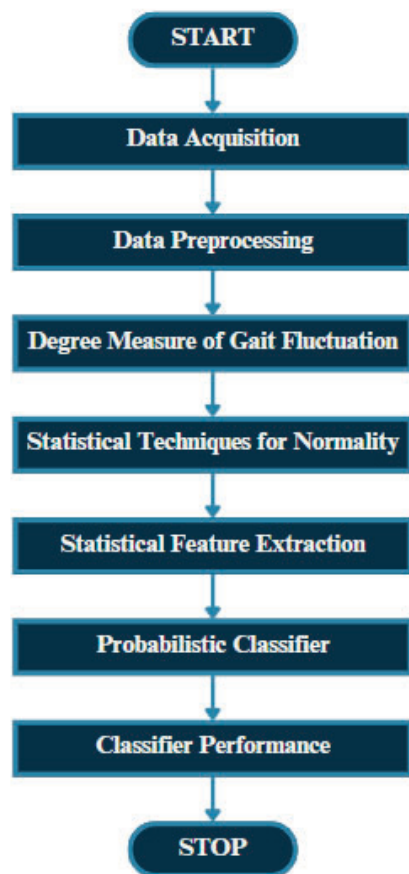 START
Data Acquisition
Data Preprocessing
Degree Measure of Gait Fluctuation
Statistical Techniques for Normality
Statistical Feature Extraction
Probabilistic Classifier
Classifier Performance
STOP